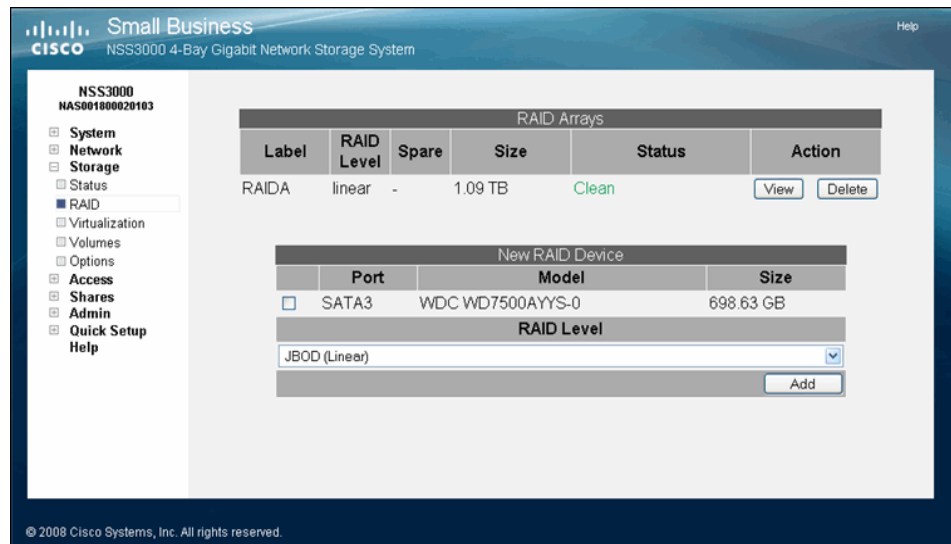 Small Business
CISCO NSS3000 4-Bay Gigabit Network Storage System
Help
NSS3000
NAS001800020103
System
Network
Storage
Status
RAID
Virtualization
Volumes
Options
Access
Shares
Admin
Quick Setup
Help
RAID Arrays
Label RAID Level Spare Size Status Action
RAIDA linear - 1.09 TB Clean View Delete
New RAID Device
Port Model Size
SATA3 WDC WD7500AYYS-0 698.63 GB
RAID Level
JBOD (Linear)
Add
© 2008 Cisco Systems, Inc. All rights reserved.